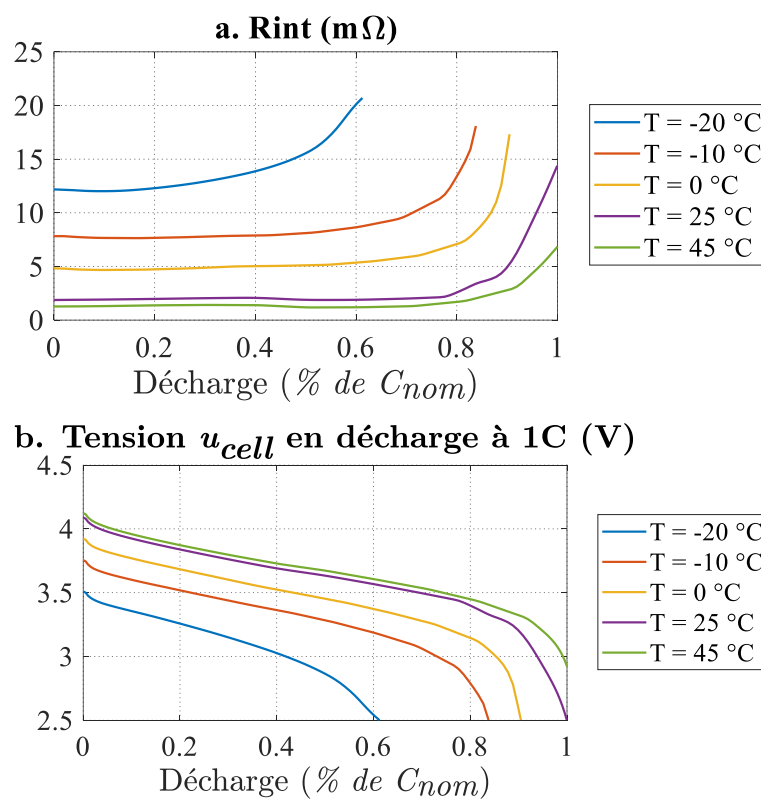 a. Rint (mΩ)
25
20
15
10
5
0
0 0.2 0.4 0.6 0.8 1
Décharge (% de Cnom)
T = -20 °C
T = -10 °C
T = 0 °C
T = 25 °C
T = 45 °C
b. Tension ucell en décharge à 1C (V)
4.5
4
3.5
3
2.5
0 0.2 0.4 0.6 0.8 1
Décharge (% de Cnom)
T = -20 °C
T = -10 °C
T = 0 °C
T = 25 °C
T = 45 °C